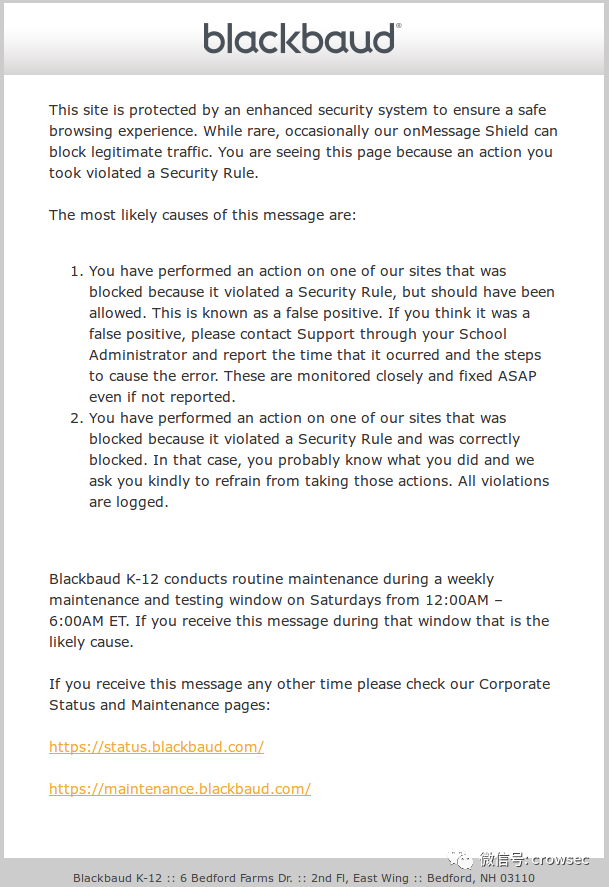 blackbaud®
This site is protected by an enhanced security system to ensure a safe
browsing experience. While rare, occasionally our onMessage Shield can
block legitimate traffic. You are seeing this page because an action you
took violated a Security Rule.
The most likely causes of this message are:
1. You have performed an action on one of our sites that was
blocked because it violated a Security Rule, but should have been
allowed. This is known as a false positive. If you think it was a
false positive, please contact Support through your School
Administrator and report the time that it ocurred and the steps
to cause the error. These are monitored closely and fixed ASAP
even if not reported.
2. You have performed an action on one of our sites that was
blocked because it violated a Security Rule and was correctly
blocked. In that case, you probably know what you did and we
ask you kindly to refrain from taking those actions. All violations
are logged.
Blackbaud K-12 conducts routine maintenance during a weekly
maintenance and testing window on Saturdays from 12:00AM –
6:00AM ET. If you receive this message during that window that is the
likely cause.
If you receive this message any other time please check our Corporate
Status and Maintenance pages:
https://status.blackbaud.com/
https://maintenance.blackbaud.com/
微信号: crowsec
Blackbaud K-12 :: 6 Bedford Farms Dr. :: 2nd Fl, East Wing :: Bedford, NH 03110